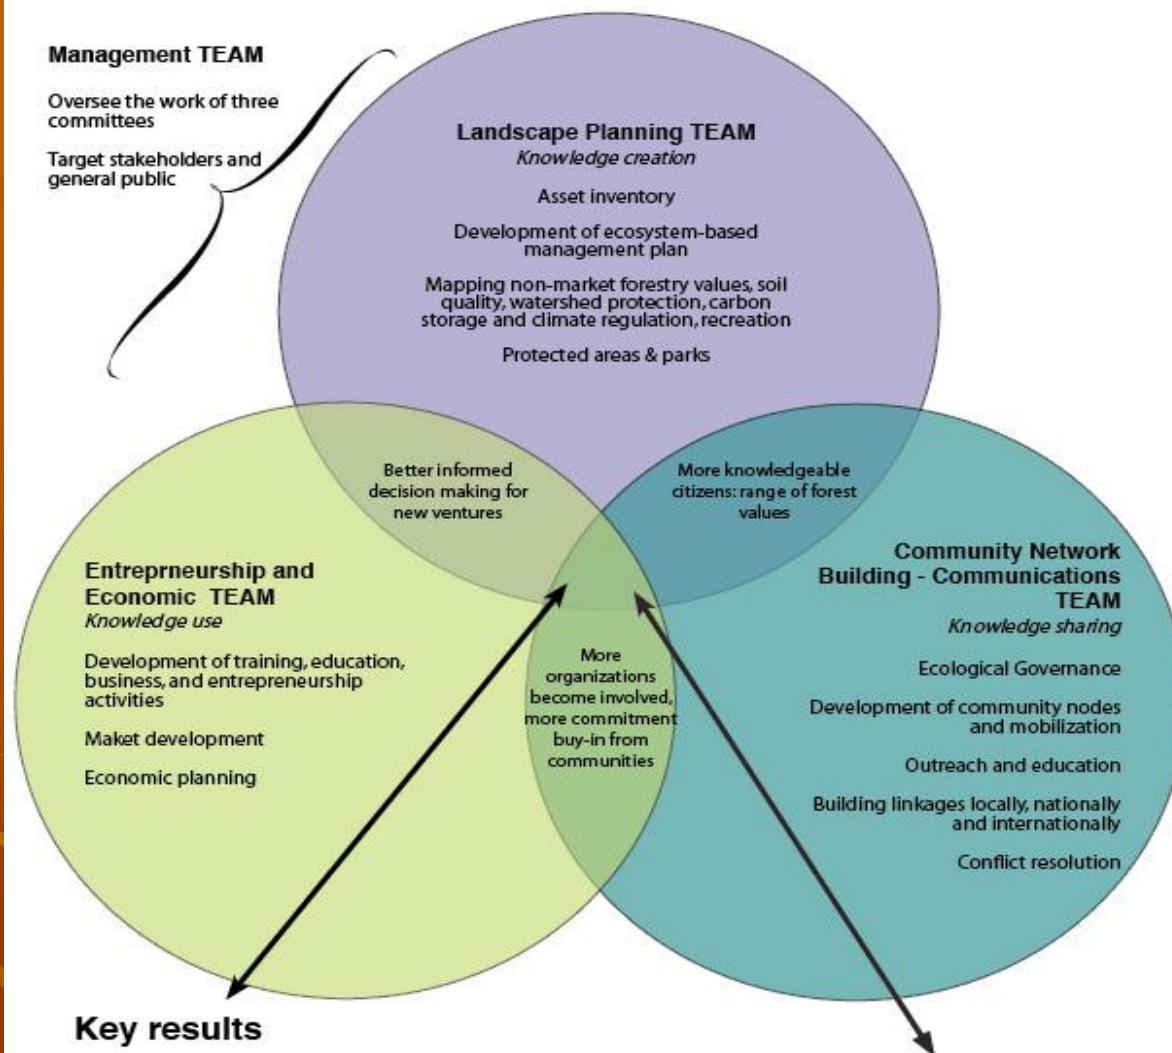 Management TEAM
Oversee the work of three
committees
Target stakeholders and
general public
Landscape Planning TEAM
Knowledge creation
Asset inventory
Development of ecosystem-based
management plan
Mapping non-market forestry values, soil
quality, watershed protection, carbon
storage and climate regulation, recreation
Protected areas & parks
Better informed
decision making for
new ventures
More knowledgeable
citizens: range of forest
values
Entreprneurship and
Economic TEAM
Knowledge use
Development of training, education,
business, and entrepreneurship
activities
Maket development
Economic planning
More
organizations
become involved,
more commitment
buy-in from
communities
Community Network
Building - Communications
TEAM
Knowledge sharing
Ecological Governance
Development of community nodes
and mobilization
Outreach and education
Building linkages locally, nationally
and internationally
Conflict resolution
Key results